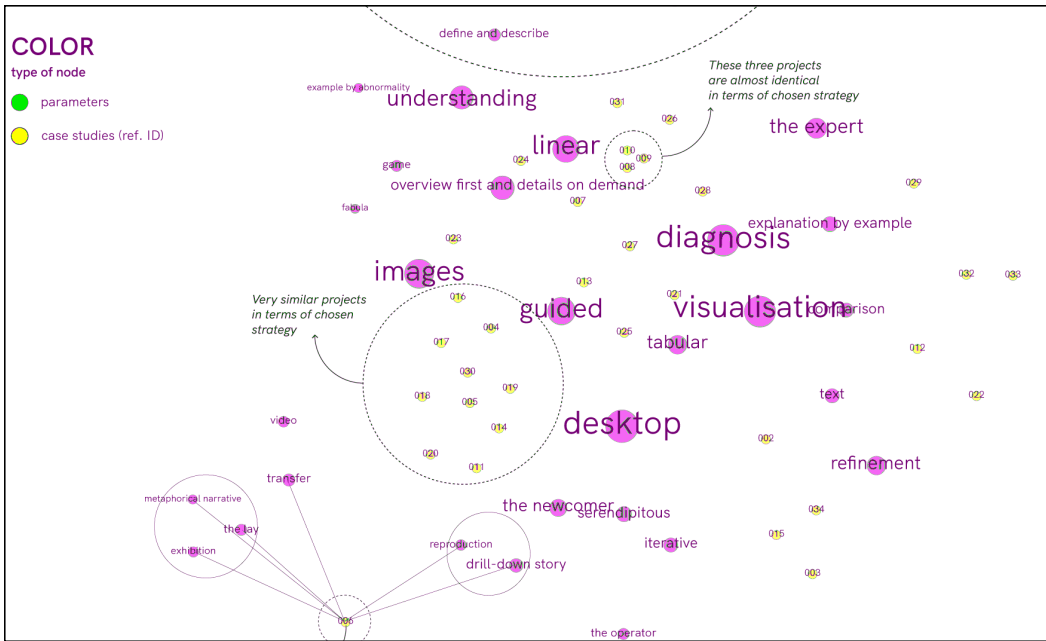 define and describe
COLOR
type of node
parameters
case studies (ref. ID)
These three projects
are almost identical
in terms of chosen strategy
example by abnormality
understanding
031
026
the expert
linear
010
009
008
024
game
overview first and details on demand
028
029
007
fabula
explanation by example
023
027
diagnosis
images
013
032
033
016
021
Very similar projects
in terms of chosen
strategy
guided
visualisation
comparison
004
025
017
tabular
012
030
019
018
005
text
022
video
014
desktop
002
020
011
refinement
transfer
metaphorical narrative
the newcomer
serendipitous
034
the lay
015
exhibition
reproduction
iterative
drill-down story
003
006
the operator